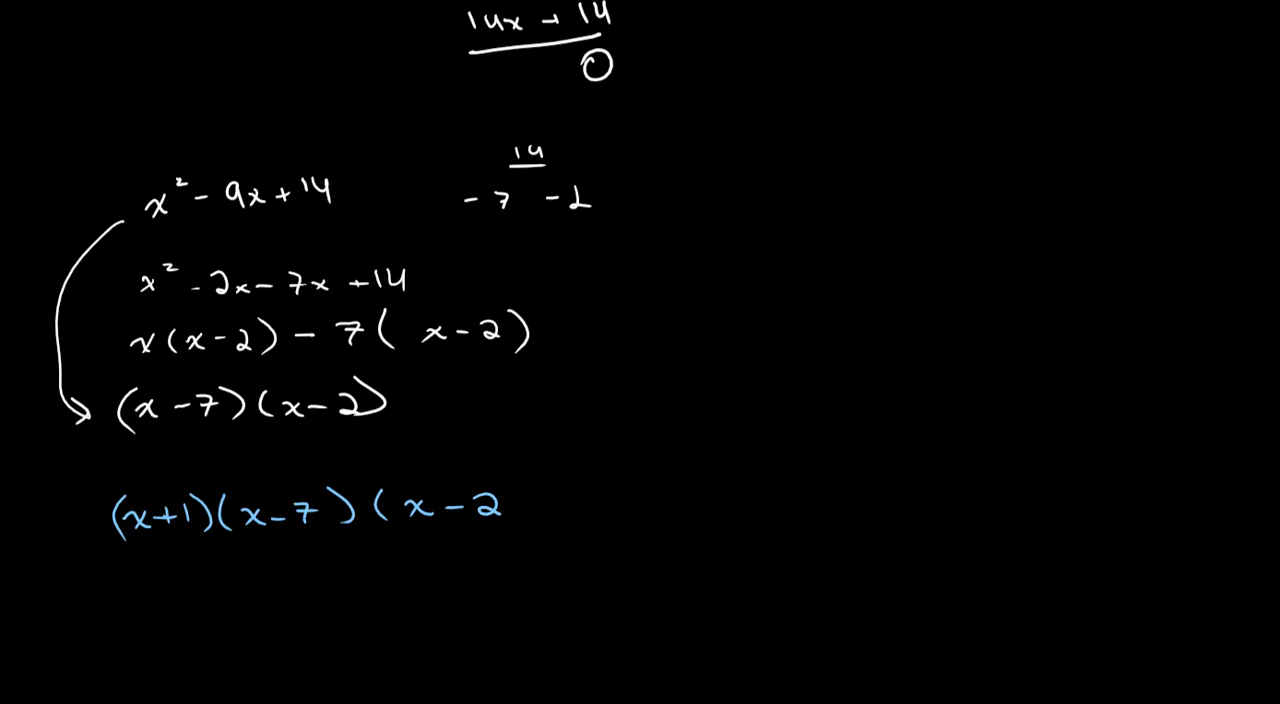 14x + 14
0
14
x² - 9x + 14 - 7 - 2
x² - 2x - 7x + 14
x(x-2) - 7( x-2)
(x-7)(x-2)
(x+1)(x-7)(x-2